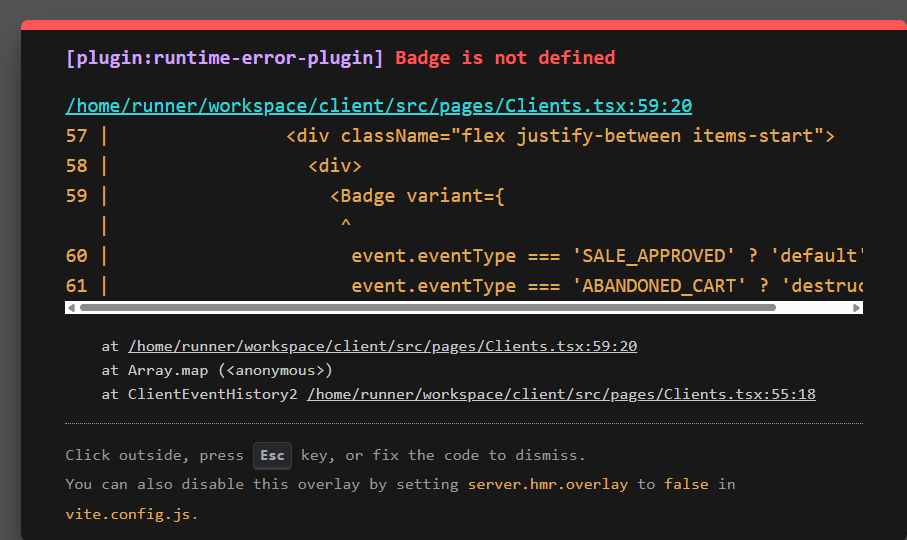 [plugin:runtime-error-plugin] Badge is not defined
/home/runner/workspace/client/src/pages/Clients.tsx:59:20
57 |                <div className="flex justify-between items-start">
58 |                  <div>
59 |                    <Badge variant={
   |                     ^
60 |                      event.eventType === 'SALE_APPROVED' ? 'default'
61 |                      event.eventType === 'ABANDONED_CART' ? 'destruc
at /home/runner/workspace/client/src/pages/Clients.tsx:59:20
at Array.map (<anonymous>)
at ClientEventHistory2 /home/runner/workspace/client/src/pages/Clients.tsx:55:18
Click outside, press Esc key, or fix the code to dismiss.
You can also disable this overlay by setting server.hmr.overlay to false in
vite.config.js.